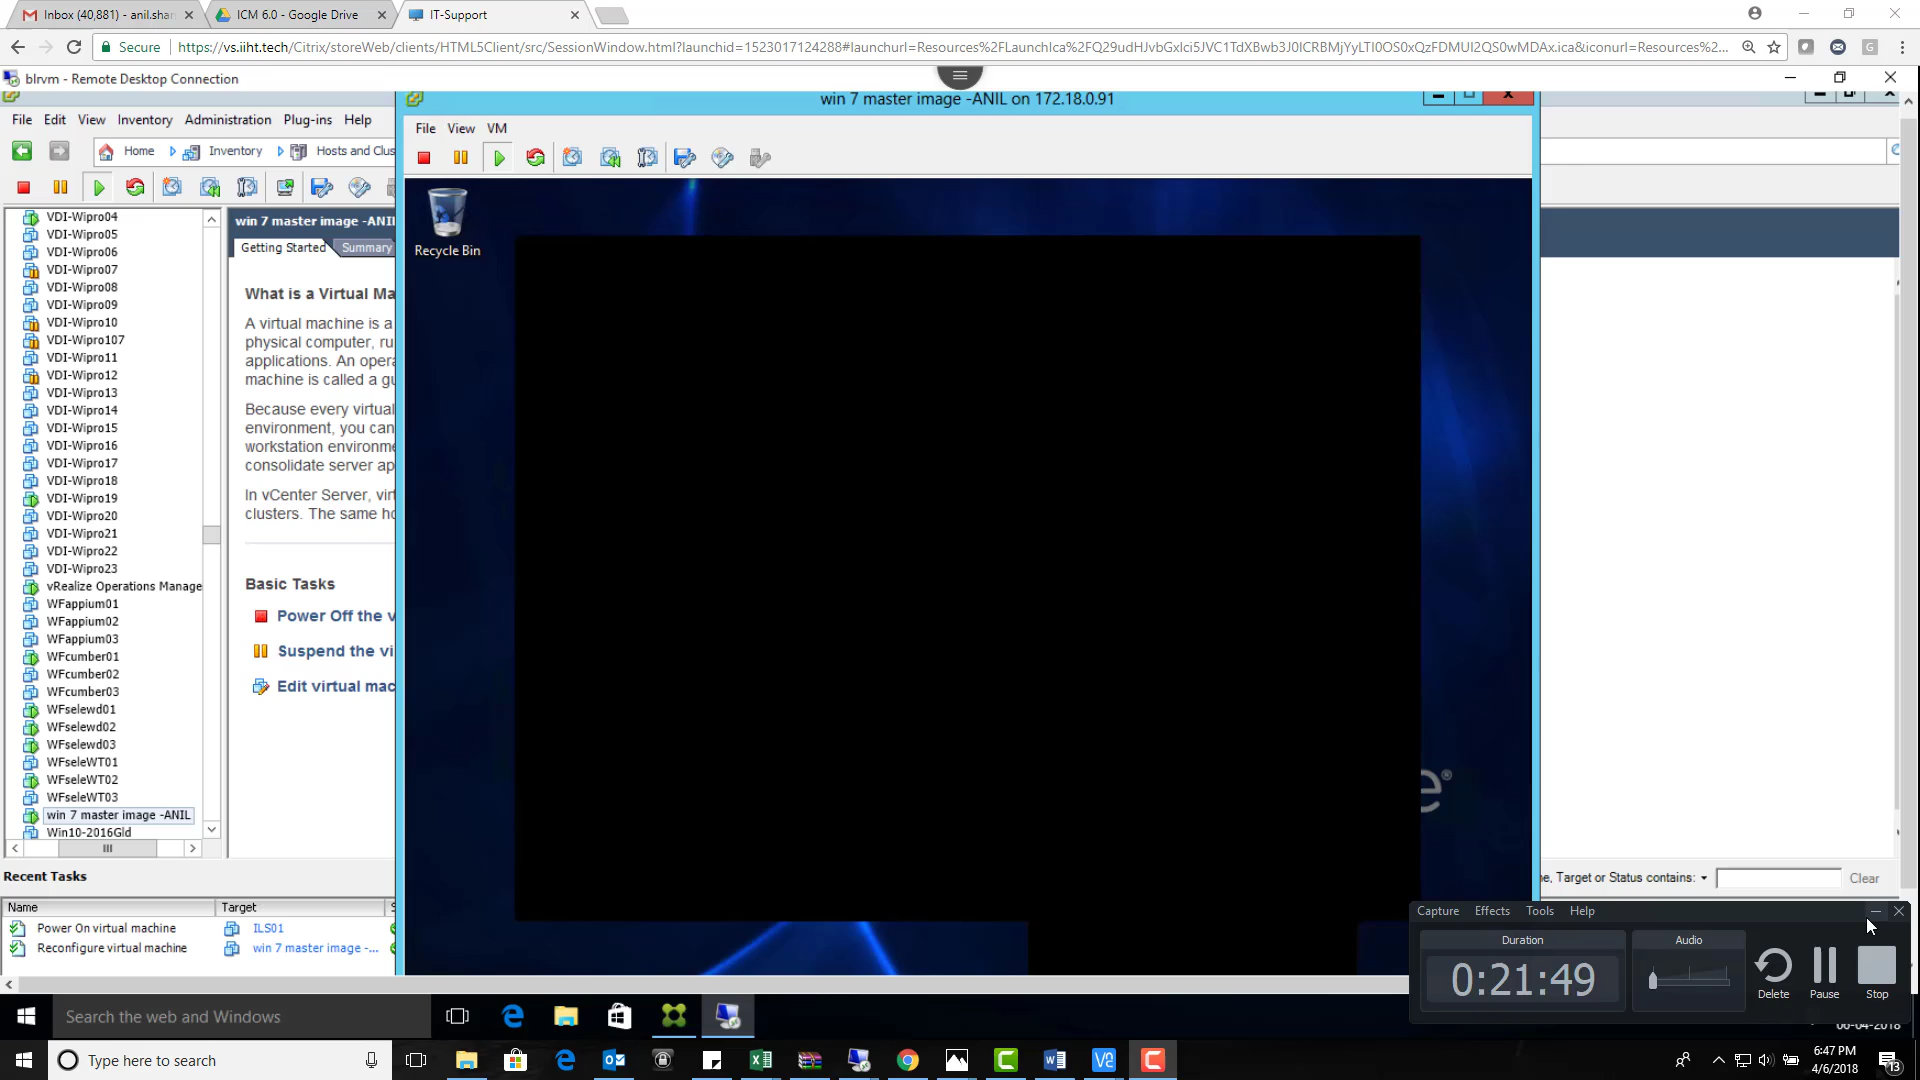 Inbox (40,881) - anil.shar
ICM 6.0 - Google Drive
IT-Support
Secure
https://vs.iiht.tech/Citrix/storeWeb/clients/HTML5Client/src/SessionWindow.html?launchid=1523017124288#launchurl=Resources%2FLaunchIca%2FQ29udHJvbGxlci5JVC1TdXBwb3J0ICRBMjYyLTI0OS0xQzFDMUI2QS0wMDAx.ica&iconurl=Resources%2...
blrvm - Remote Desktop Connection
win 7 master image -ANIL on 172.18.0.91
File Edit View Inventory Administration Plug-ins Help
File View VM
Home Inventory Hosts and Clus
VDI-Wipro04
VDI-Wipro05
VDI-Wipro06
VDI-Wipro07
VDI-Wipro08
VDI-Wipro09
VDI-Wipro10
VDI-Wipro107
VDI-Wipro11
VDI-Wipro12
VDI-Wipro13
VDI-Wipro14
VDI-Wipro15
VDI-Wipro16
VDI-Wipro17
VDI-Wipro18
VDI-Wipro19
VDI-Wipro20
VDI-Wipro21
VDI-Wipro22
VDI-Wipro23
vRealize Operations Manage
WFappium01
WFappium02
WFappium03
WFcumber01
WFcumber02
WFcumber03
WFselewd01
WFselewd02
WFselewd03
WFseleWT01
WFseleWT02
WFseleWT03
win 7 master image -ANIL
Win10-2016Gld
win 7 master image -ANI
Getting Started Summary
What is a Virtual Ma
A virtual machine is a
physical computer, ru
applications. An opera
machine is called a gu
Because every virtual
environment, you can
workstation environme
consolidate server ap
In vCenter Server, virt
clusters. The same ho
Basic Tasks
Power Off the v
Suspend the vi
Edit virtual mac
Recycle Bin
e®
Recent Tasks
e, Target or Status contains: Clear
Name Target S
Power On virtual machine ILS01
Reconfigure virtual machine win 7 master image -...
Capture Effects Tools Help
Duration
0:21:49
Audio
Delete
Pause
Stop
Search the web and Windows
06-04-2018
Type here to search
6:47 PM
4/6/2018
13